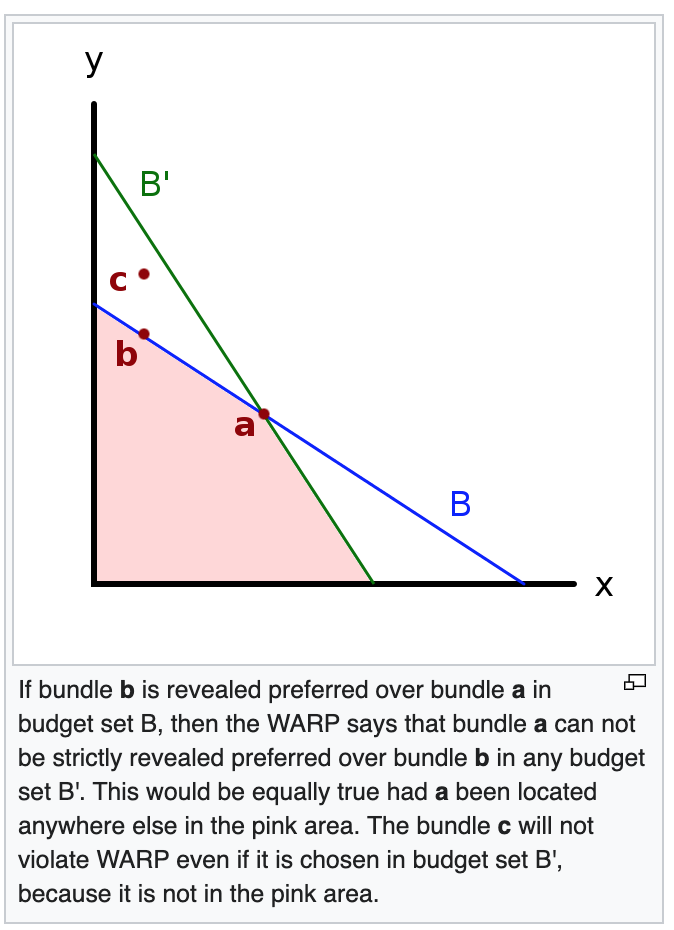 y
B'
c
b
a
B
x
If bundle b is revealed preferred over bundle a in
budget set B, then the WARP says that bundle a can not
be strictly revealed preferred over bundle b in any budget
set B'. This would be equally true had a been located
anywhere else in the pink area. The bundle c will not
violate WARP even if it is chosen in budget set B',
because it is not in the pink area.